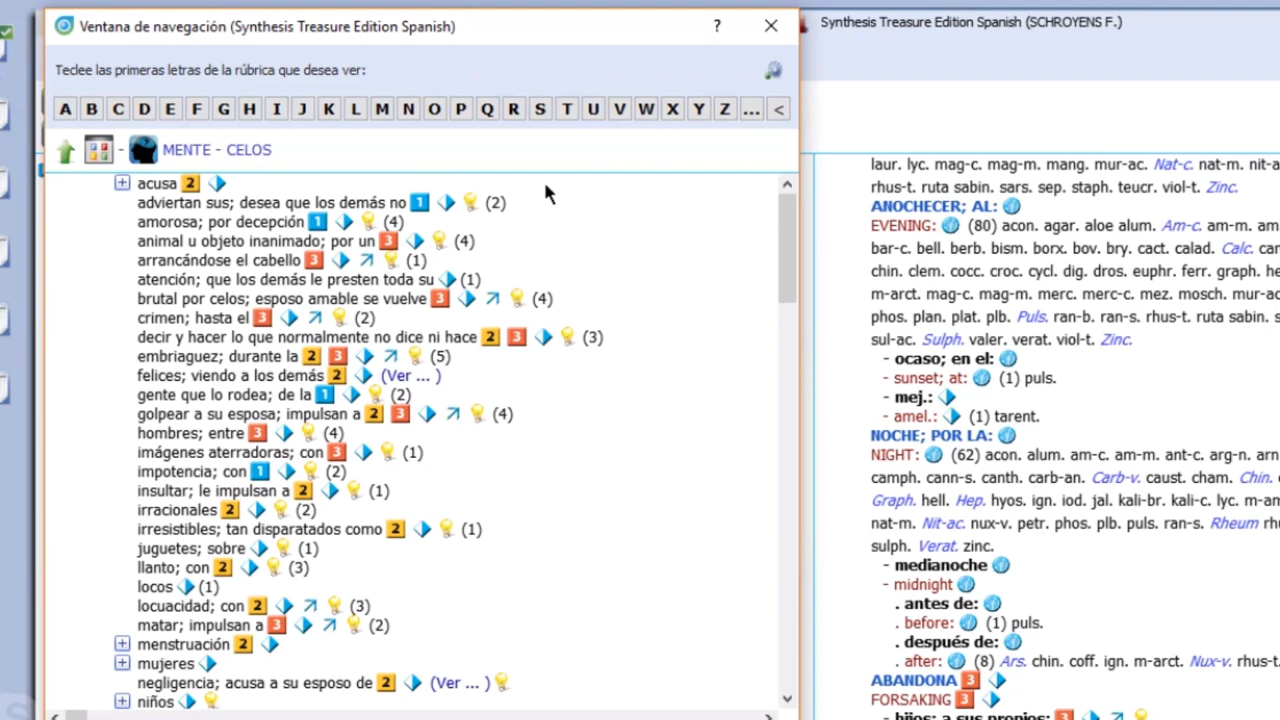 Ventana de navegación (Synthesis Treasure Edition Spanish)
?
Teclee las primeras letras de la rúbrica que desea ver:
A B C D E F G H I J K L M N O P Q R S T U V W X Y Z ... <
- MENTE - CELOS
acusa 2
adviertan sus; desea que los demás no 1 (2)
amorosa; por decepción 1 (4)
animal u objeto inanimado; por un 3 (4)
arrancándose el cabello 3 (1)
atención; que los demás le presten toda su (1)
brutal por celos; esposo amable se vuelve 3 (4)
crimen; hasta el 3 (2)
decir y hacer lo que normalmente no dice ni hace 2 3 (3)
embriaguez; durante la 2 3 (5)
felices; viendo a los demás 2 (Ver ... )
gente que lo rodea; de la 1 (2)
golpear a su esposa; impulsan a 2 3 (4)
hombres; entre 3 (4)
imágenes aterradoras; con 3 (1)
impotencia; con 1 (2)
insultar; le impulsan a 2 (1)
irracionales 2 (2)
irresistibles; tan disparatados como 2 (1)
juguetes; sobre (1)
llanto; con 2 (3)
locos (1)
locuacidad; con 2 (3)
matar; impulsan a 3 (2)
menstruación 2
mujeres
negligencia; acusa a su esposo de 2 (Ver ... )
niños
Synthesis Treasure Edition Spanish (SCHROYENS F.)
laur. lyc. mag-c. mag-m. mang. mur-ac. Nat-c. nat-m. nit-a
rhus-t. ruta sabin. sars. sep. staph. teucr. viol-t. Zinc.
ANOCHECER; AL:
EVENING: (80) acon. agar. aloe alum. Am-c. am-m. am
bar-c. bell. berb. bism. borx. bov. bry. cact. calad. Calc. ca
chin. clem. cocc. croc. cycl. dig. dros. euphr. ferr. graph. he
m-arct. mag-c. mag-m. merc. merc-c. mez. mosch. mur-a
phos. plan. plat. plb. Puls. ran-b. ran-s. rhus-t. ruta sabin. s
sul-ac. Sulph. valer. verat. viol-t. Zinc.
- ocaso; en el:
- sunset; at: (1) puls.
- mej.:
- amel.: (1) tarent.
NOCHE; POR LA:
NIGHT: (62) acon. alum. am-c. am-m. ant-c. arg-n. arn
camph. cann-s. canth. carb-an. Carb-v. caust. cham. Chin.
Graph. hell. Hep. hyos. ign. iod. jal. kali-br. kali-c. lyc. m-a
nat-m. Nit-ac. nux-v. petr. phos. plb. puls. ran-s. Rheum rh
sulph. Verat. zinc.
- medianoche
- midnight
. antes de:
. before: (1) puls.
. después de:
. after: (8) Ars. chin. coff. ign. m-arct. Nux-v. rhus-t.
ABANDONA 3
FORSAKING 3
- hijos; a sus propios: 3